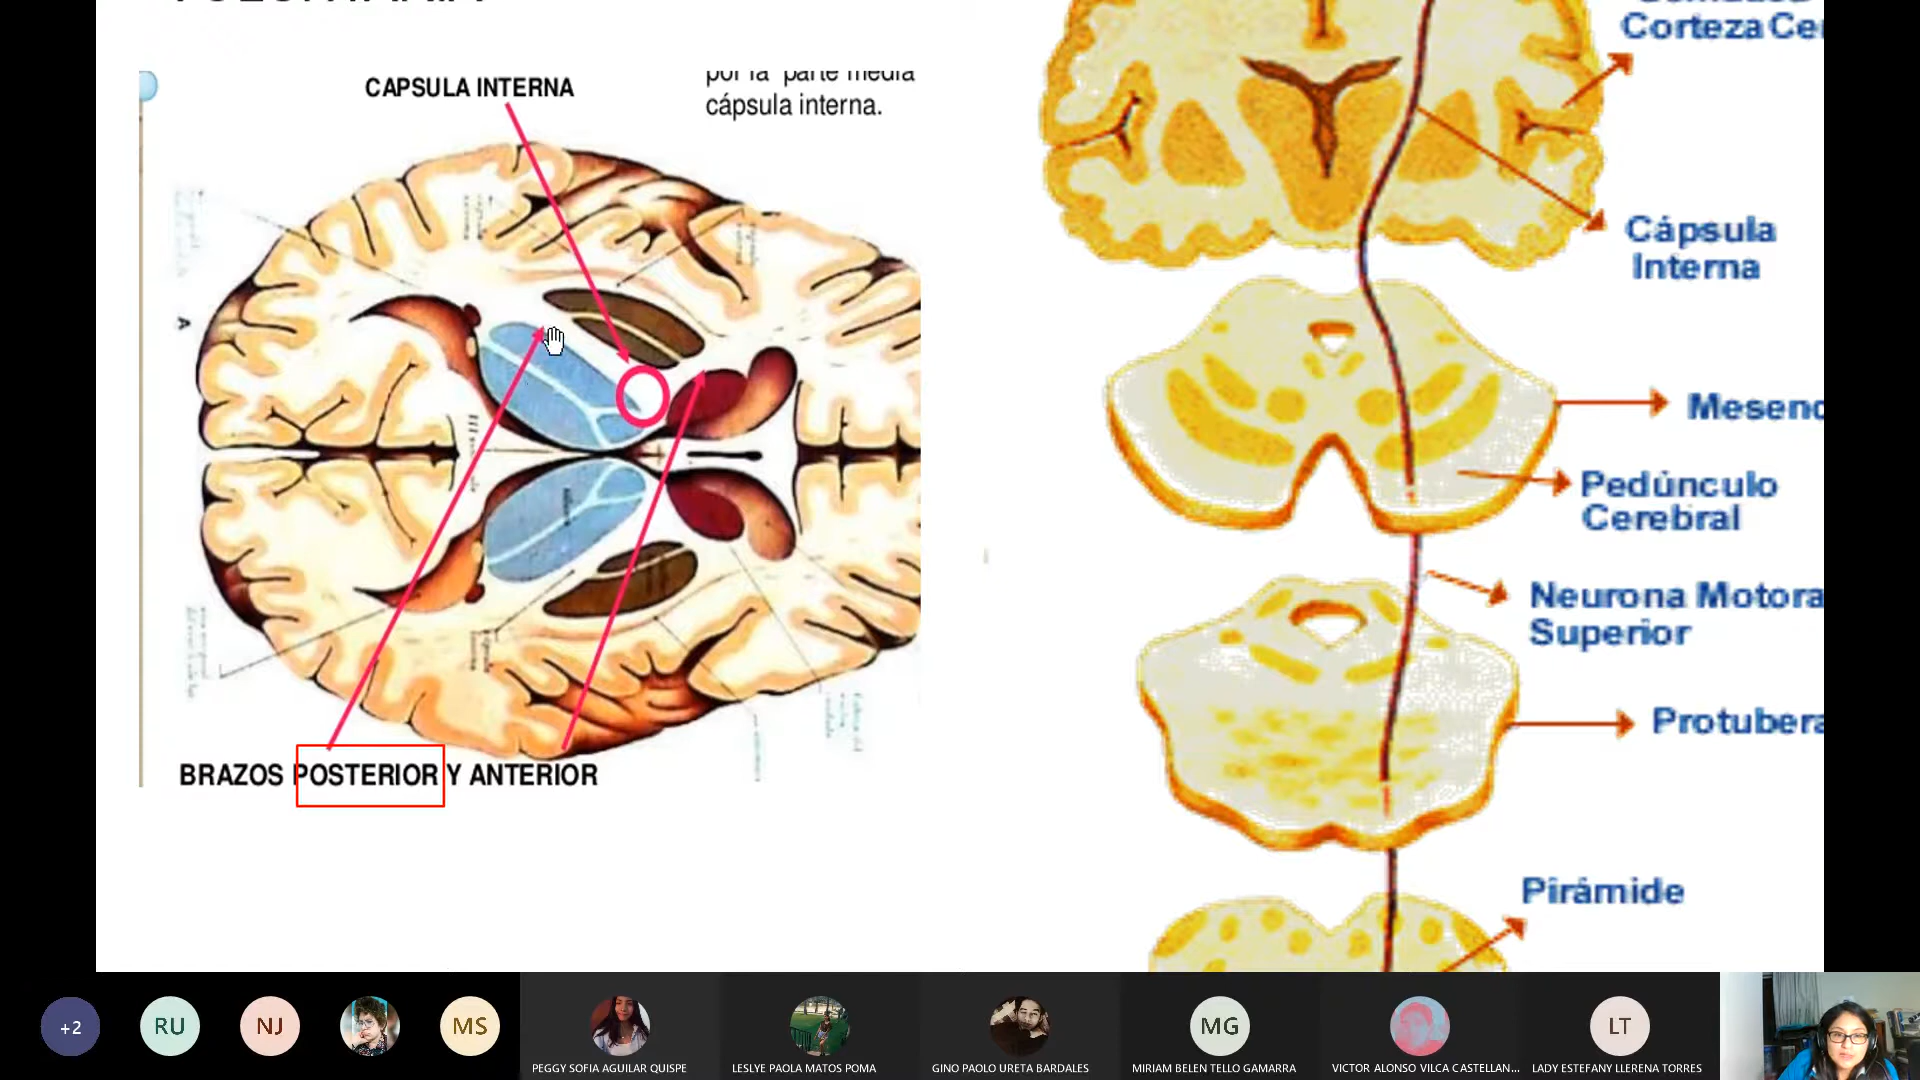 CAPSULA INTERNA
cápsula interna.
A
BRAZOS POSTERIOR Y ANTERIOR
Corteza Cer
Cápsula
Interna
Mesenc
Pedúnculo
Cerebral
Neurona Motora
Superior
Protubera
Pirámide
+2
RU
NJ
MS
MG
LT
PEGGY SOFIA AGUILAR QUISPE
LESLYE PAOLA MATOS POMA
GINO PAOLO URETA BARDALES
MIRIAM BELEN TELLO GAMARRA
VICTOR ALONSO VILCA CASTELLAN...
LADY ESTEFANY LLERENA TORRES